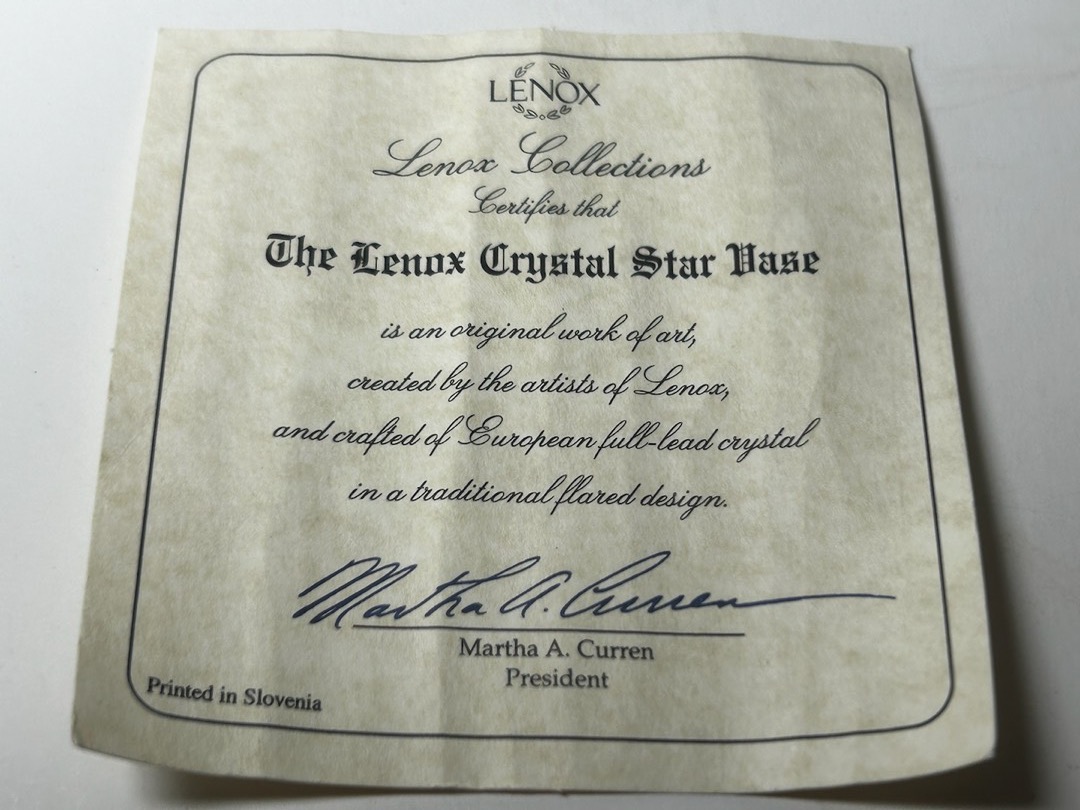 LENOX
Lenox Collections
Certifies that
The Lenox Crystal Star Vase
is an original work of art,
created by the artists of Lenox,
and crafted of European full-lead crystal
in a traditional flared design.
Martha A. Curren
Martha A. Curren
President
Printed in Slovenia